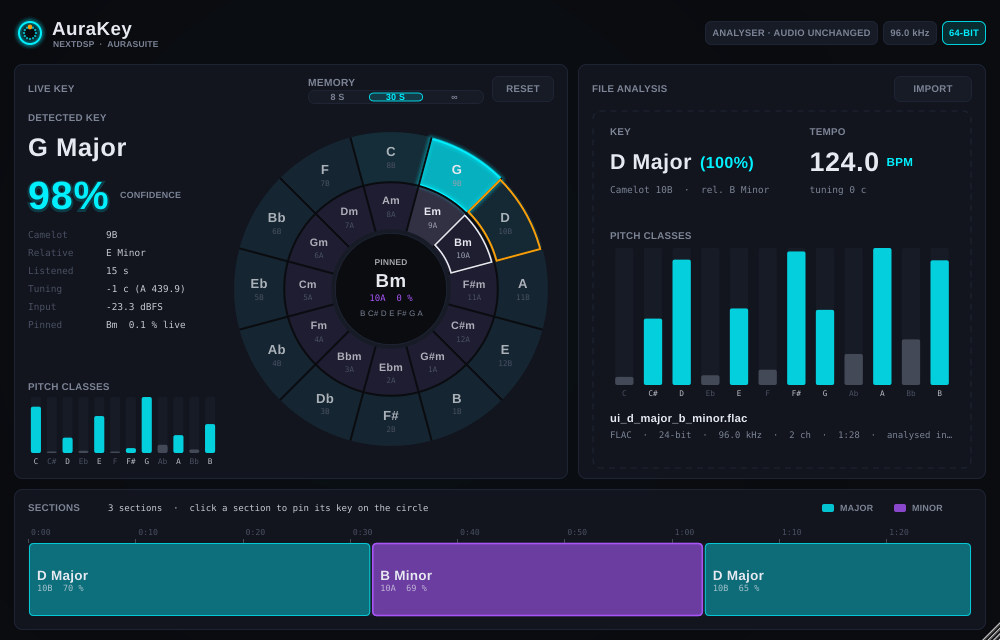 AuraKey
NEXTDSP · AURASUITE
ANALYSER · AUDIO UNCHANGED
96.0 kHz
64-BIT
LIVE KEY
MEMORY
8 S
30 S
∞
RESET
DETECTED KEY
G Major
98%
CONFIDENCE
Camelot 9B
Relative E Minor
Listened 15 s
Tuning -1 c (A 439.9)
Input -23.3 dBFS
Pinned Bm 0.1 % live
PITCH CLASSES
C C# D Eb E F F# G Ab A Bb B
C
8B
G
9B
D
10B
A
11B
E
12B
B
1B
F#
2B
Db
3B
Ab
4B
Eb
5B
Bb
6B
F
7B
Am
8A
Em
9A
Bm
10A
F#m
11A
C#m
12A
G#m
1A
Ebm
2A
Bbm
3A
Fm
4A
Cm
5A
Gm
6A
Dm
7A
PINNED
Bm
10A 0 %
B C# D E F# G A
FILE ANALYSIS
IMPORT
KEY
D Major (100%)
Camelot 10B · rel. B Minor
TEMPO
124.0 BPM
tuning 0 c
PITCH CLASSES
C C# D Eb E F F# G Ab A Bb B
ui_d_major_b_minor.flac
FLAC · 24-bit · 96.0 kHz · 2 ch · 1:28 · analysed in…
SECTIONS
3 sections · click a section to pin its key on the circle
MAJOR
MINOR
0:00 0:10 0:20 0:30 0:40 0:50 1:00 1:10 1:20
D Major
10B 70 %
B Minor
10A 69 %
D Major
10B 65 %